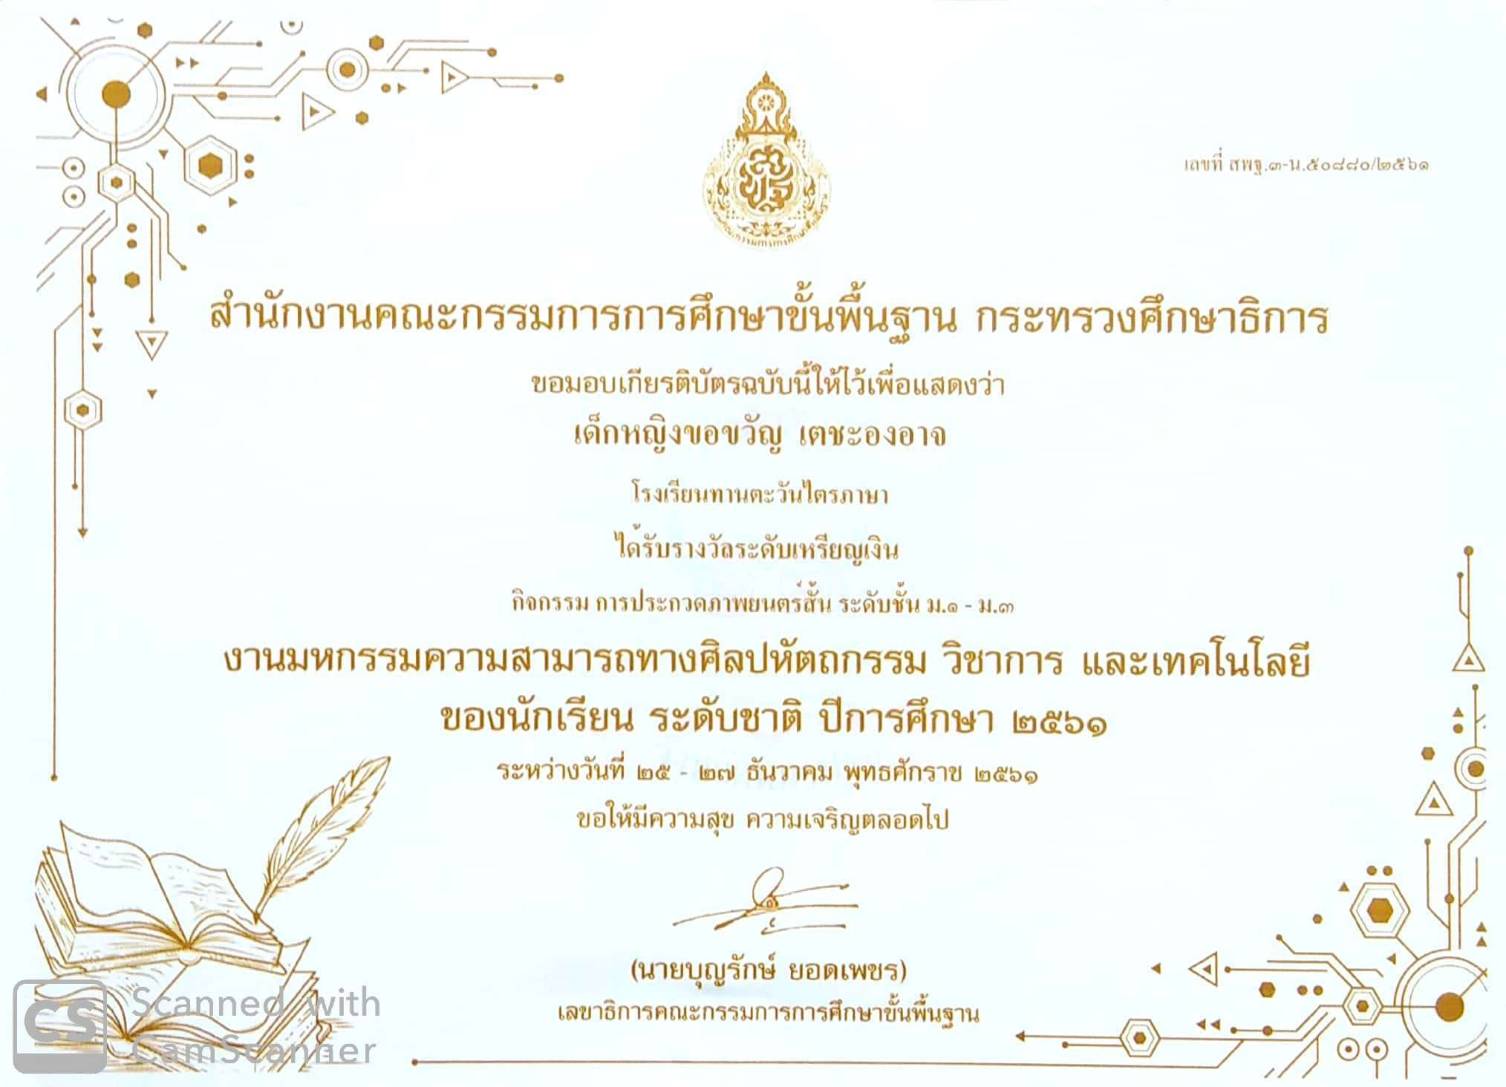 เลขที่ สพฐ.๓-น.๕๐๘๘๐/๒๕๖๑
สำนักงานคณะกรรมการการศึกษาขั้นพื้นฐาน กระทรวงศึกษาธิการ
ขอมอบเกียรติบัตรฉบับนี้ให้ไว้เพื่อแสดงว่า
เด็กหญิงขอขวัญ เตชะองอาจ
โรงเรียนทานตะวันไตรภาษา
ได้รับรางวัลระดับเหรียญเงิน
กิจกรรม การประกวดภาพยนตร์สั้น ระดับชั้น ม.๑ - ม.๓
งานมหกรรมความสามารถทางศิลปหัตถกรรม วิชาการ และเทคโนโลยี
ของนักเรียน ระดับชาติ ปีการศึกษา ๒๕๖๑
ระหว่างวันที่ ๒๕ - ๒๗ ธันวาคม พุทธศักราช ๒๕๖๑
ขอให้มีความสุข ความเจริญตลอดไป
(นายบุญรักษ์ ยอดเพชร)
เลขาธิการคณะกรรมการการศึกษาขั้นพื้นฐาน
CS
Scanned with
CamScanner